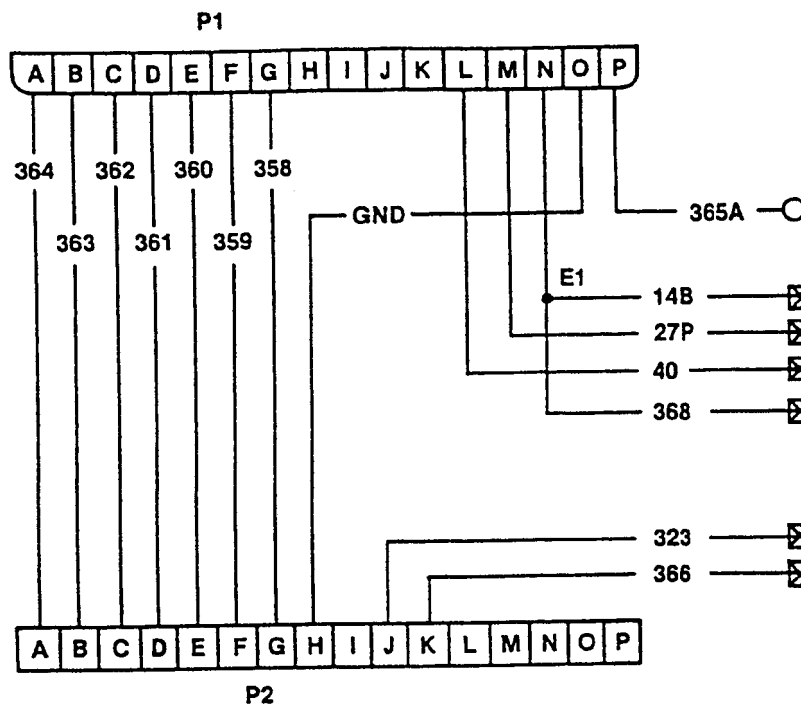 P1
A B C D E F G H I J K L M N O P
364 362 360 358
GND 365A
363 361 359
E1
14B
27P
40
368
323
366
A B C D E F G H I J K L M N O P
P2